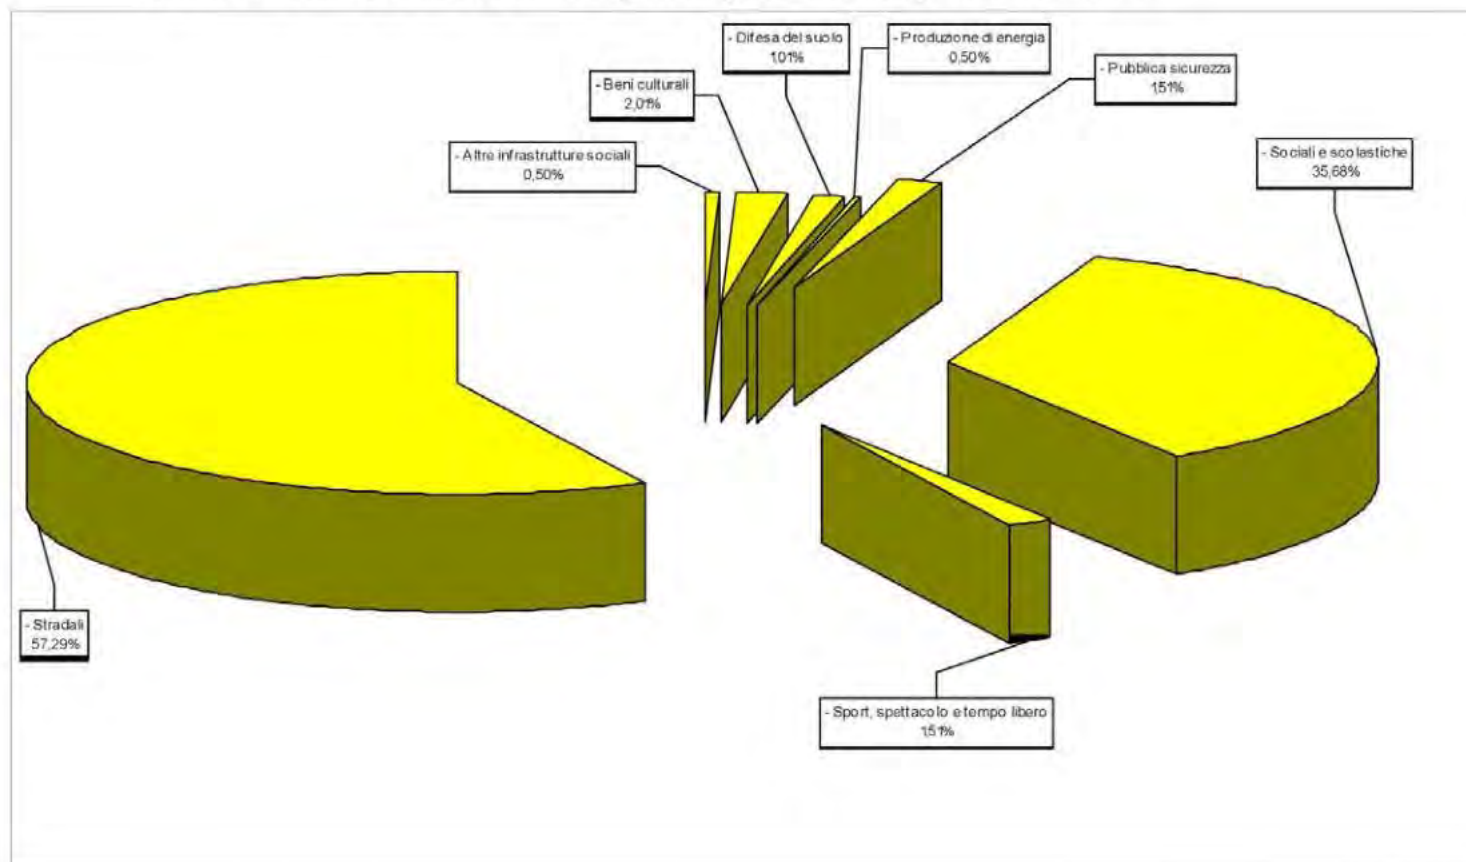 - Difesa del suolo
1,01%
- Produzione di energia
0,50%
- Pubblica sicurezza
1,51%
- Beni culturali
2,01%
- Altre infrastrutture sociali
0,50%
- Sociali e scolastiche
35,68%
- Stradali
57,29%
- Sport, spettacolo e tempo libero
1,51%